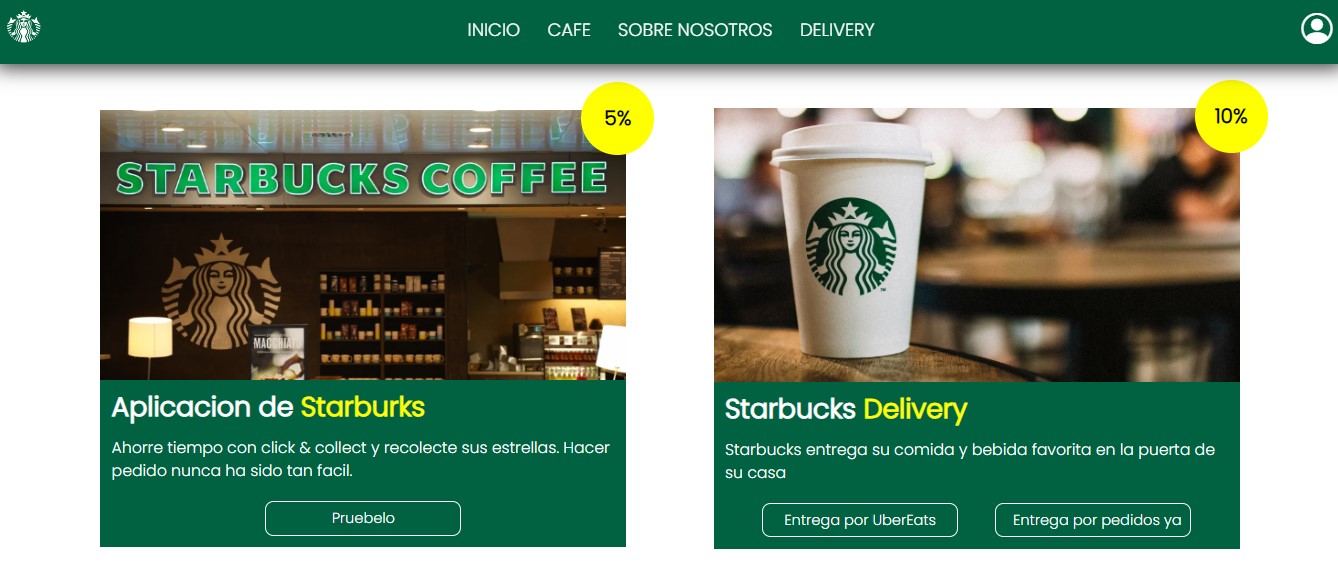 INICIO CAFE SOBRE NOSOTROS DELIVERY
5%
STARBUCKS COFFEE
MACCHIATO
Aplicacion de Starburks
Ahorre tiempo con click & collect y recolecte sus estrellas. Hacer
pedido nunca ha sido tan facil.
Pruebelo
10%
TM
Starbucks Delivery
Starbucks entrega su comida y bebida favorita en la puerta de
su casa
Entrega por UberEats
Entrega por pedidos ya